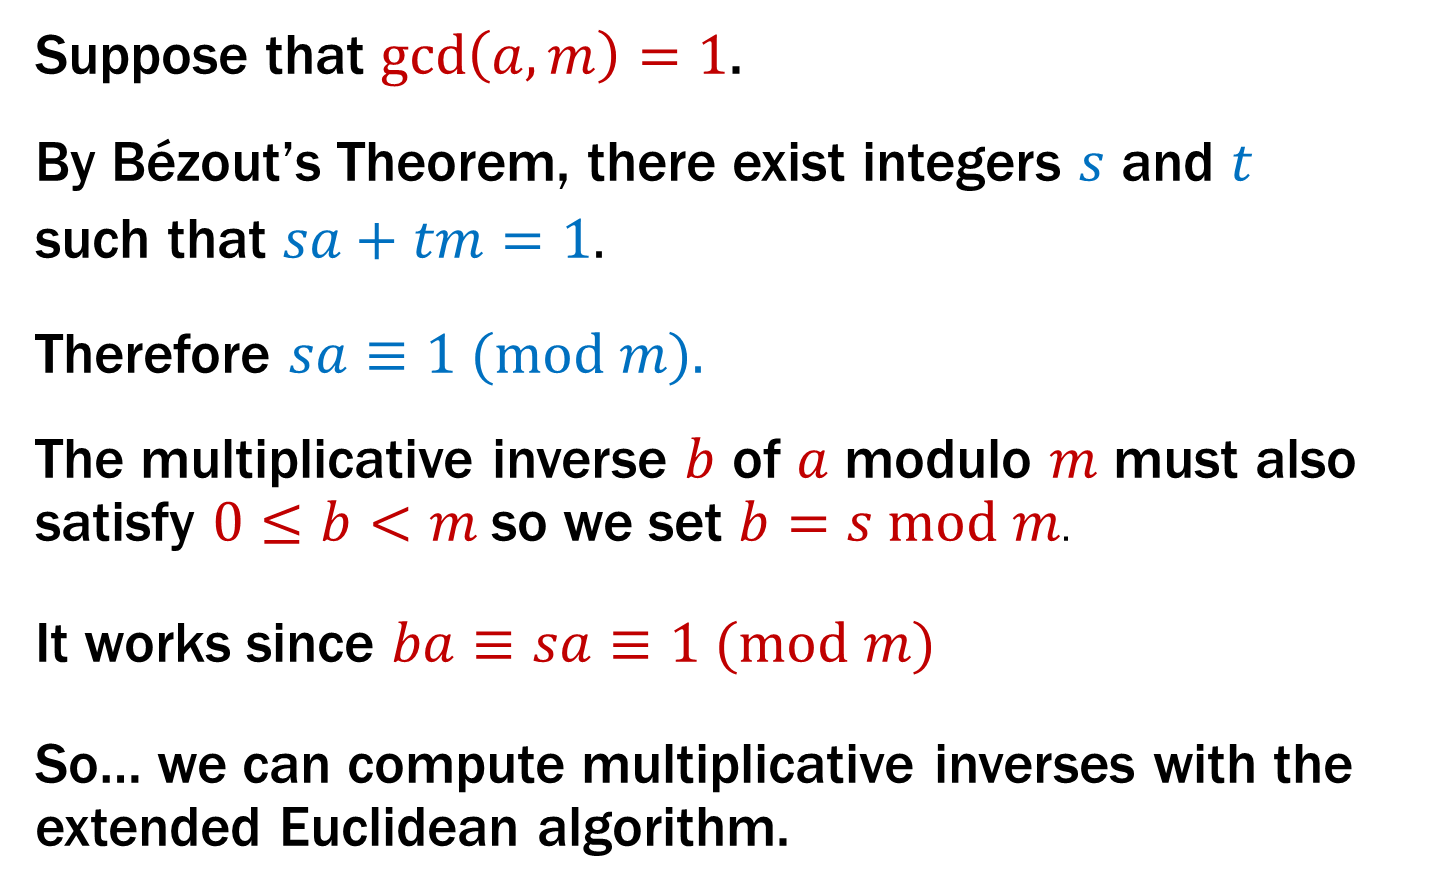 Suppose that gcd(a, m) = 1.
By Bézout’s Theorem, there exist integers s and t
such that sa + tm = 1.
Therefore sa ≡ 1 (mod m).
The multiplicative inverse b of a modulo m must also
satisfy 0 ≤ b < m so we set b = s mod m.
It works since ba ≡ sa ≡ 1 (mod m)
So... we can compute multiplicative inverses with the
extended Euclidean algorithm.